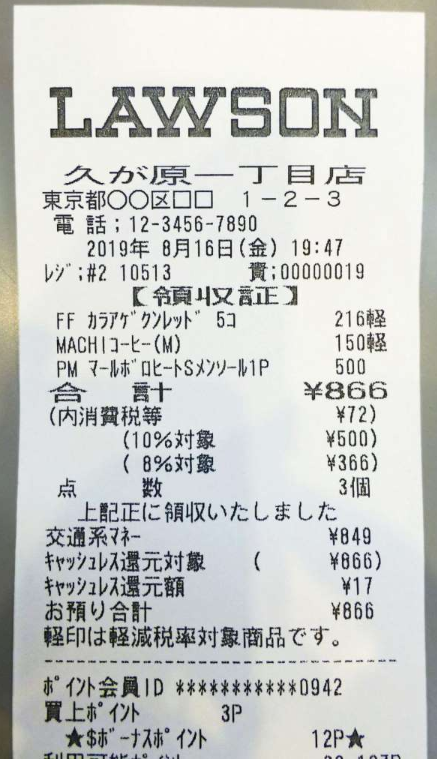 LAWSON
久が原一丁目店
東京都〇〇区□□ 1-2-3
電 話;12-3456-7890
2019年 8月16日(金) 19:47
ﾚｼﾞ;#2 10513 責;00000019
【領収証】
FF ｶﾗｱｹﾞｸﾝﾚｯﾄﾞ 5ｺ 216軽
MACHIｺｰﾋｰ(M) 150軽
PM ﾏｰﾙﾎﾞﾛﾋｰﾄSﾒﾝｿｰﾙ1P 500
合 計 ¥866
(内消費税等 ¥72)
(10%対象 ¥500)
( 8%対象 ¥366)
点 数 3個
上記正に領収いたしました
交通系ﾏﾈｰ ¥849
ｷｬｯｼｭﾚｽ還元対象 ( ¥866)
ｷｬｯｼｭﾚｽ還元額 ¥17
お預り合計 ¥866
軽印は軽減税率対象商品です。
ﾎﾟｲﾝﾄ会員ID ***********0942
買上ﾎﾟｲﾝﾄ 3P
★$ﾎﾞｰﾅｽﾎﾟｲﾝﾄ 12P★